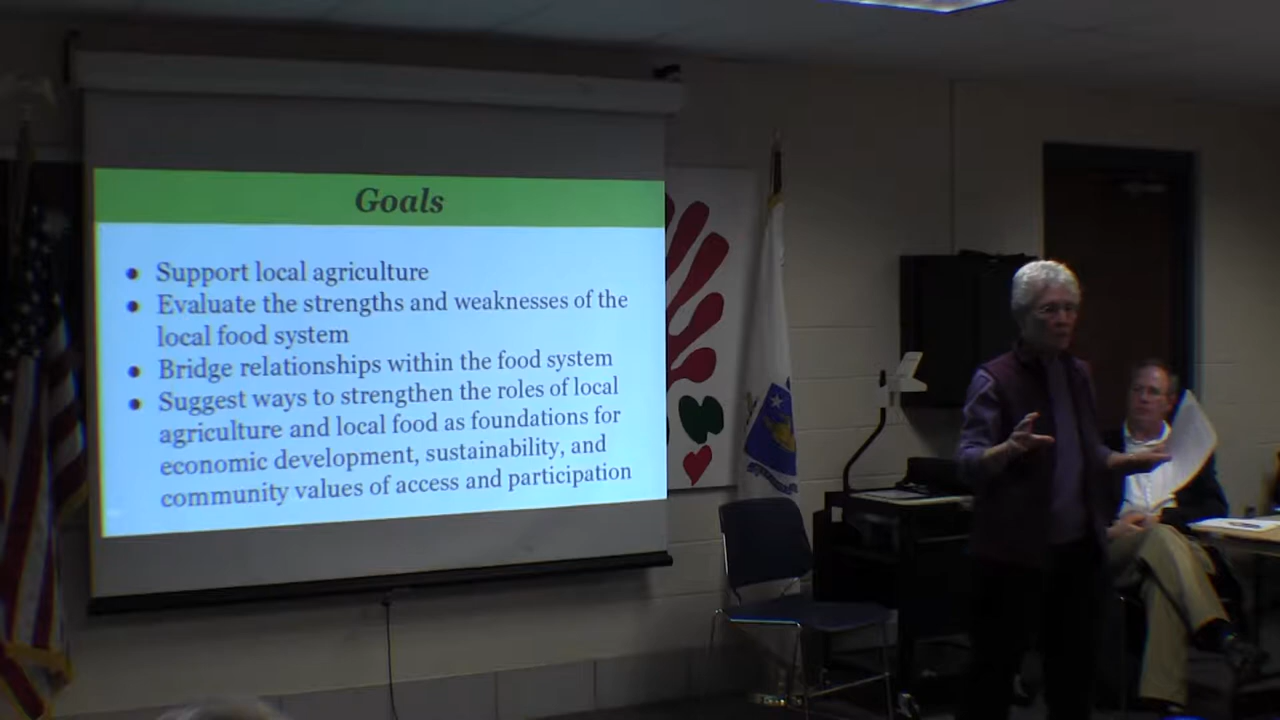 Goals
● Support local agriculture
● Evaluate the strengths and weaknesses of the
local food system
● Bridge relationships within the food system
● Suggest ways to strengthen the roles of local
agriculture and local food as foundations for
economic development, sustainability, and
community values of access and participation